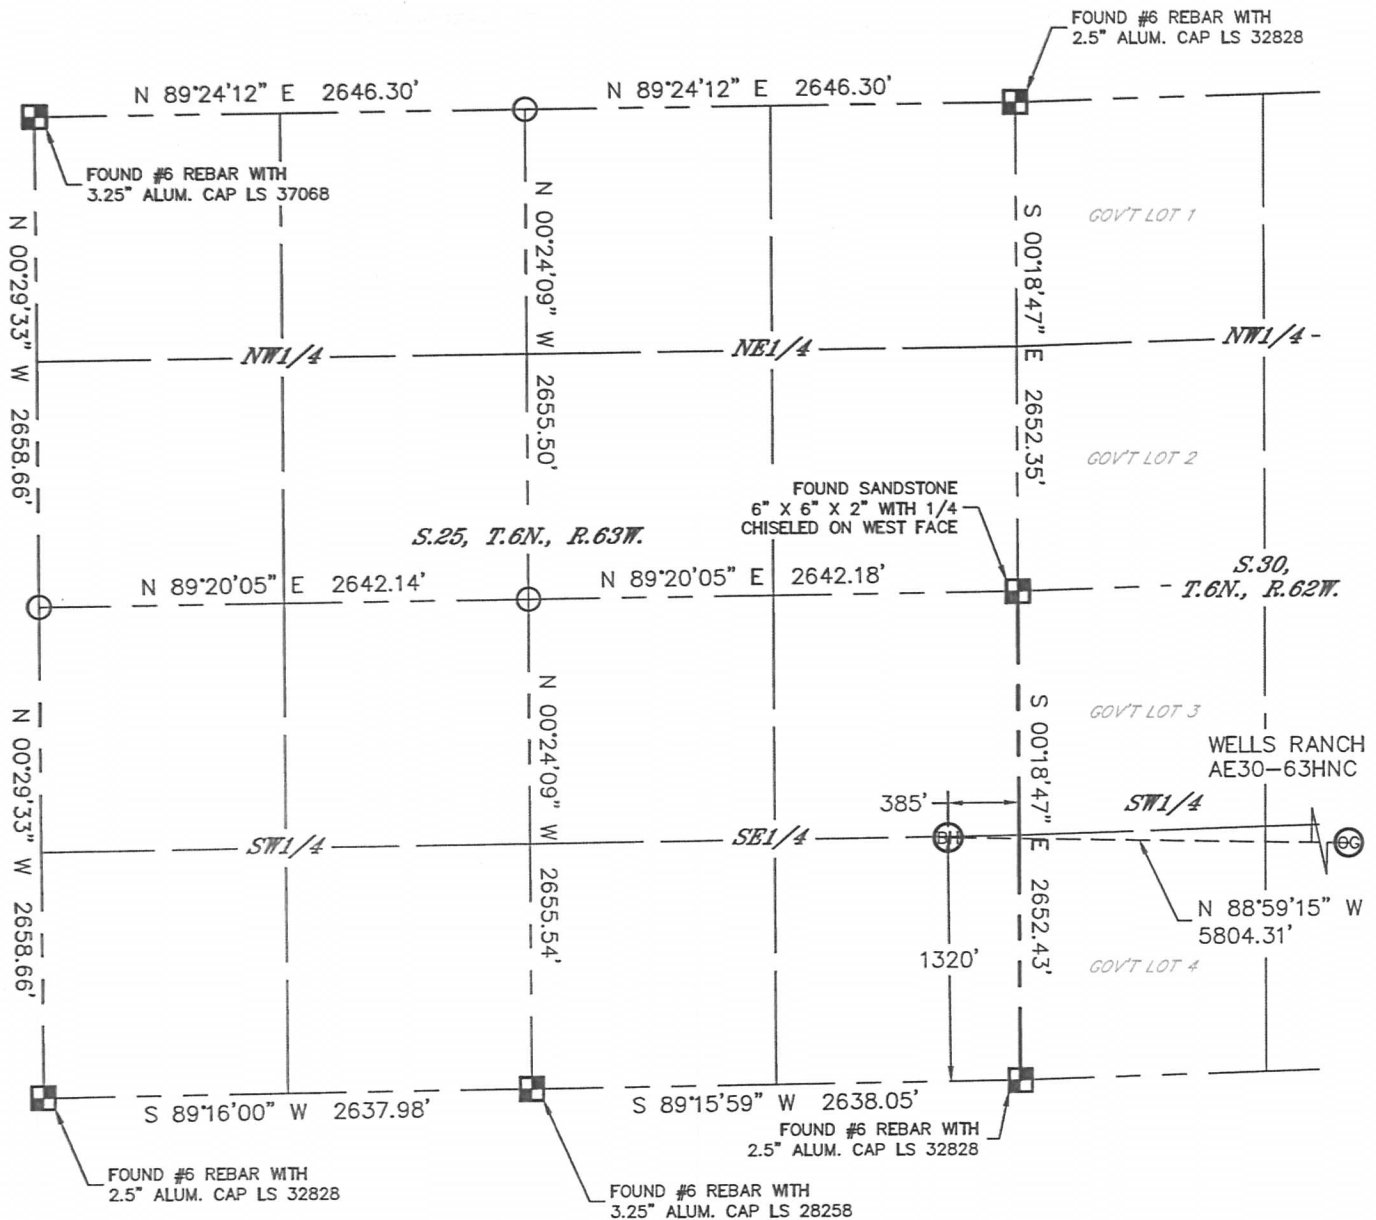 FOUND #6 REBAR WITH
2.5" ALUM. CAP LS 32828
N 89°24'12" E 2646.30'
N 89°24'12" E 2646.30'
FOUND #6 REBAR WITH
3.25" ALUM. CAP LS 37068
N 00°29'33" W 2658.66'
N 00°24'09" W 2655.50'
S 00°18'47" E 2652.35'
GOV'T LOT 1
NW1/4
NE1/4
NW1/4
GOV'T LOT 2
FOUND SANDSTONE
6" X 6" X 2" WITH 1/4
CHISELED ON WEST FACE
S.25, T.6N., R.63W.
S.30,
T.6N., R.62W.
N 89°20'05" E 2642.14'
N 89°20'05" E 2642.18'
N 00°29'33" W 2658.66'
N 00°24'09" W 2655.54'
S 00°18'47" E 2652.43'
GOV'T LOT 3
WELLS RANCH
AE30-63HNC
385'
SW1/4
SW1/4
SE1/4
BH
OG
N 88°59'15" W
5804.31'
1320'
GOV'T LOT 4
S 89°16'00" W 2637.98'
S 89°15'59" W 2638.05'
FOUND #6 REBAR WITH
2.5" ALUM. CAP LS 32828
FOUND #6 REBAR WITH
2.5" ALUM. CAP LS 32828
FOUND #6 REBAR WITH
3.25" ALUM. CAP LS 28258